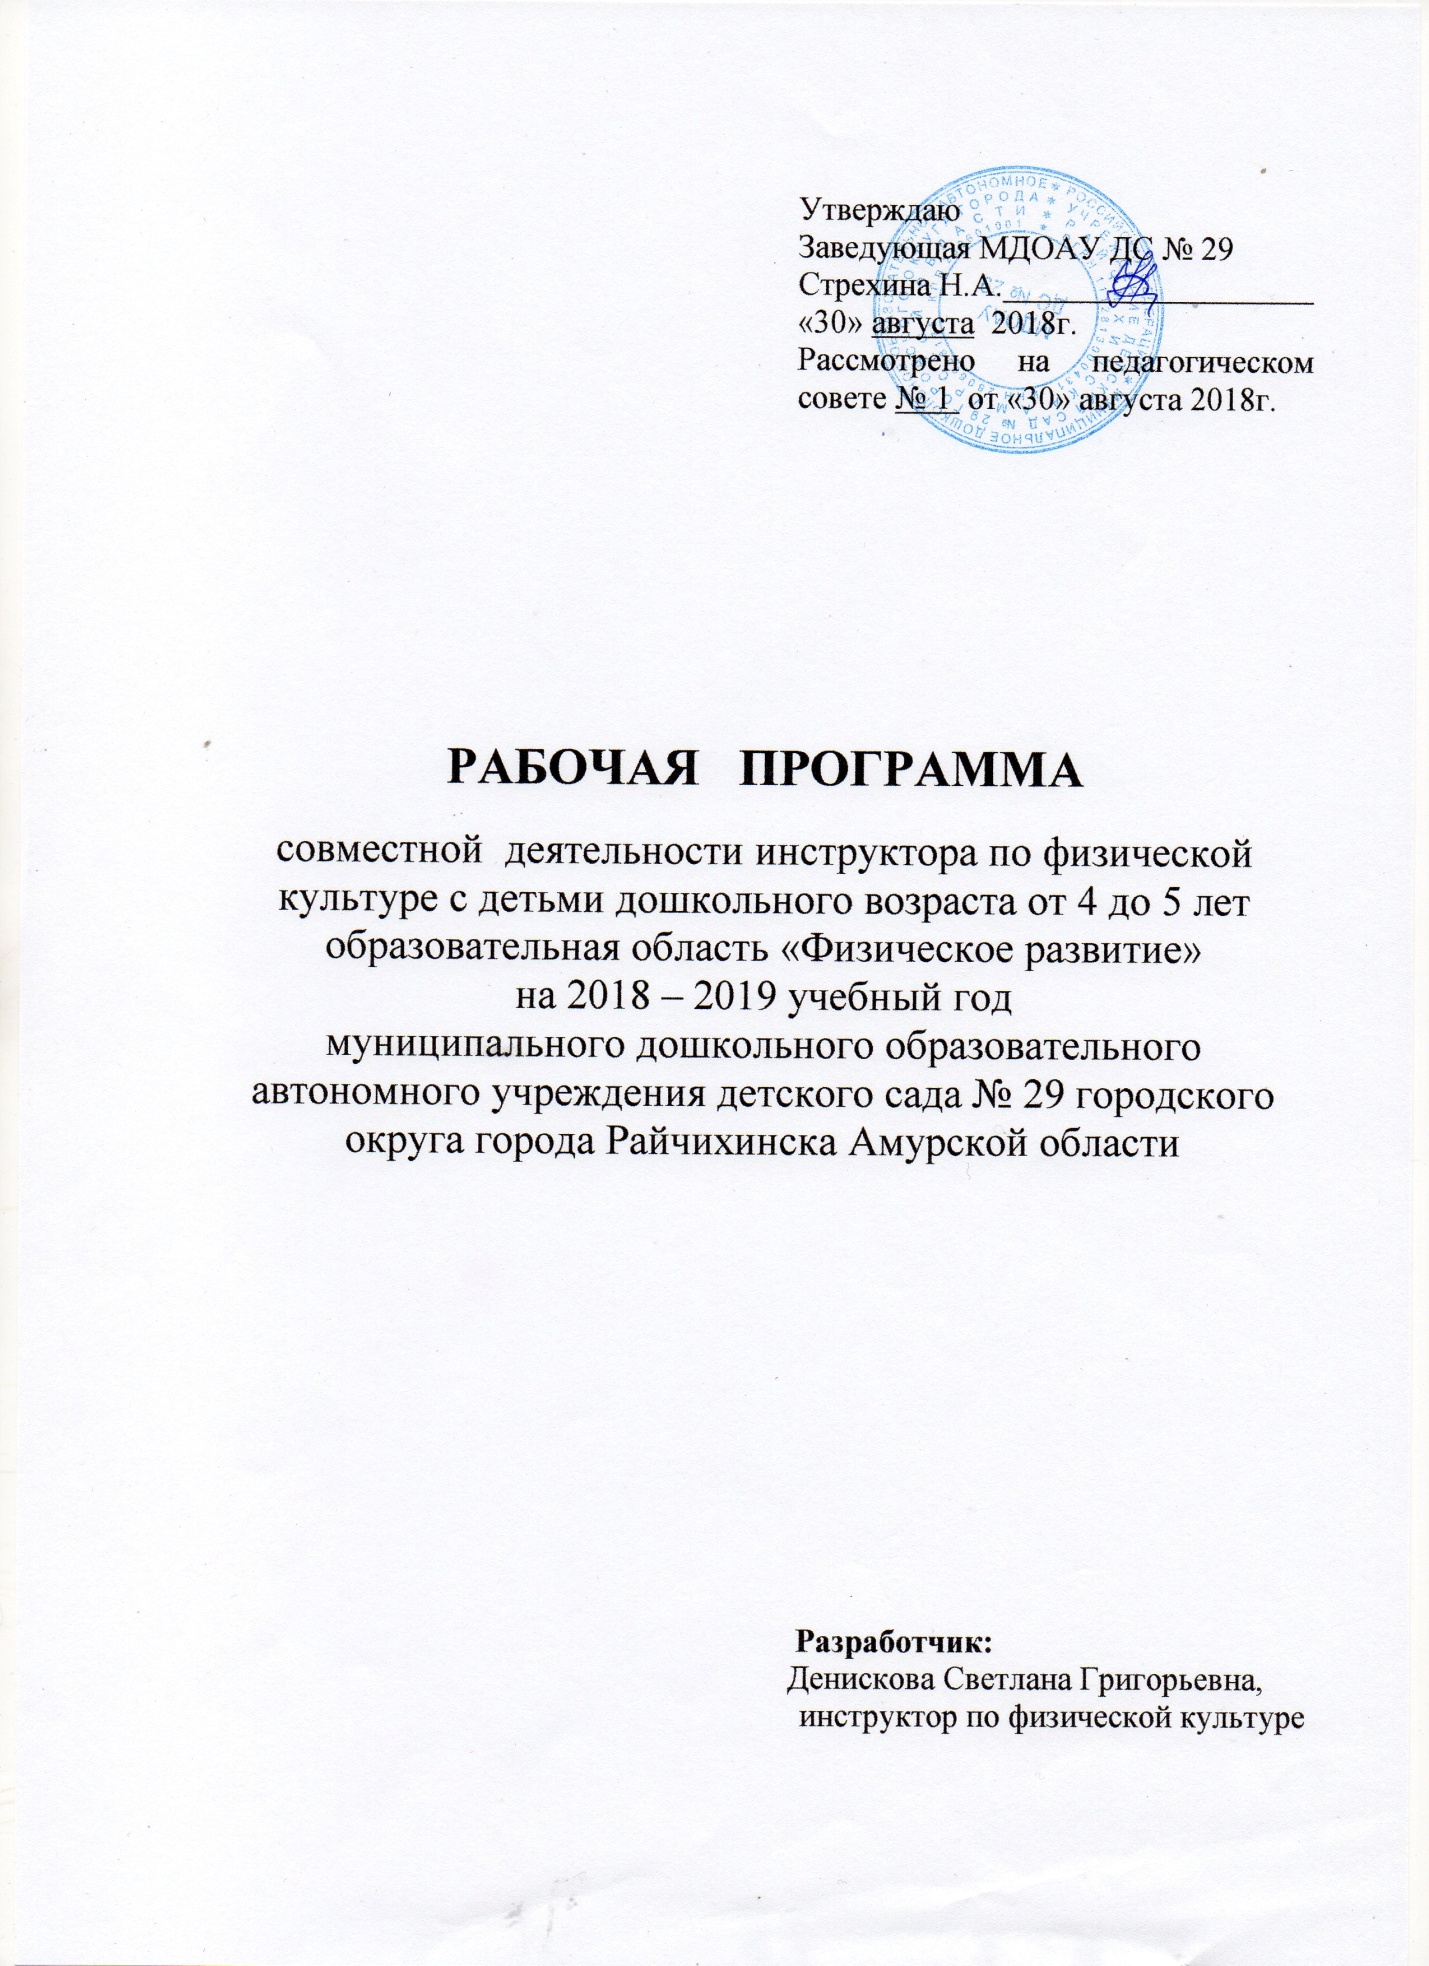 Утверждаю
Заведующая МДОАУ ДС № 29
Стрехина Н.А.
«30» августа 2018г.
Рассмотрено на педагогическом
совете № 1 от «30» августа 2018г.
РАБОЧАЯ ПРОГРАММА
совместной деятельности инструктора по физической
культуре с детьми дошкольного возраста от 4 до 5 лет
образовательная область «Физическое развитие»
на 2018 – 2019 учебный год
муниципального дошкольного образовательного
автономного учреждения детского сада № 29 городского
округа города Райчихинска Амурской области
Разработчик:
Денискова Светлана Григорьевна,
инструктор по физической культуре